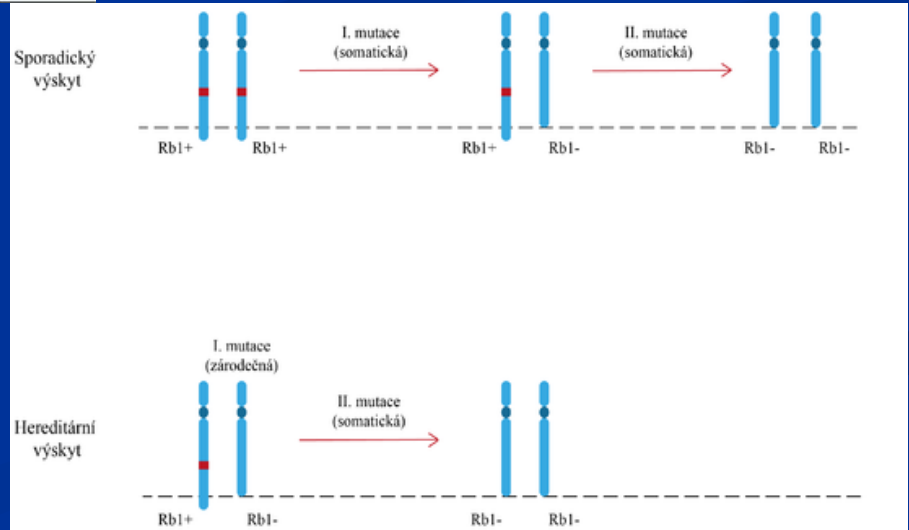 Sporadický
výskyt
I. mutace
(somatická)
II. mutace
(somatická)
Rb1+
Rb1+
Rb1+
Rb1-
Rb1-
Rb1-
Hereditární
výskyt
I. mutace
(zárodečná)
II. mutace
(somatická)
Rb1+
Rb1-
Rb1-
Rb1-